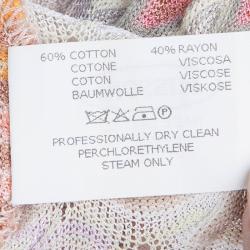 60% COTTON 40% RAYON
COTONE VISCOSA
COTON VISCOSE
BAUMWOLLE VISKOSE
PROFESSIONALLY DRY CLEAN
PERCHLORETHYLENE
STEAM ONLY